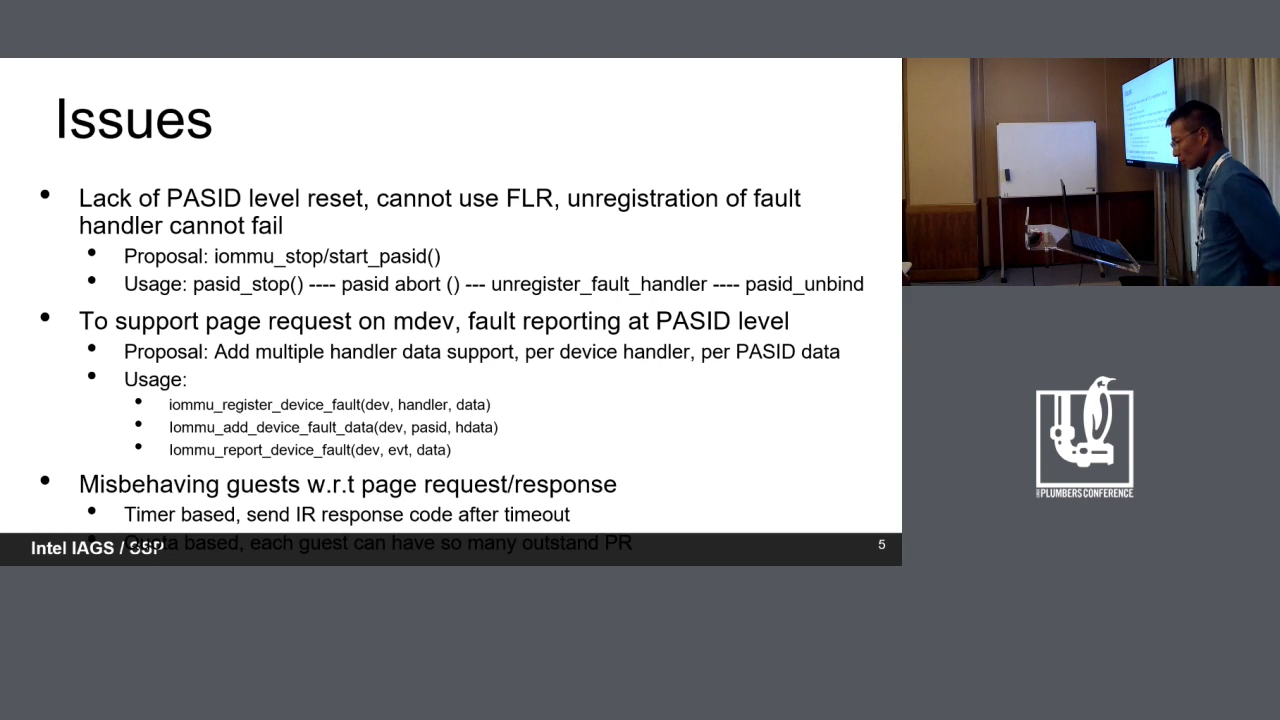 Issues
• Lack of PASID level reset, cannot use FLR, unregistration of fault
handler cannot fail
• Proposal: iommu_stop/start_pasid()
• Usage: pasid_stop() ---- pasid abort () --- unregister_fault_handler ---- pasid_unbind
• To support page request on mdev, fault reporting at PASID level
• Proposal: Add multiple handler data support, per device handler, per PASID data
• Usage:
• iommu_register_device_fault(dev, handler, data)
• Iommu_add_device_fault_data(dev, pasid, hdata)
• Iommu_report_device_fault(dev, evt, data)
• Misbehaving guests w.r.t page request/response
• Timer based, send IR response code after timeout
• Quota based, each guest can have so many outstand PR
Intel IAGS / SSP
5
PLUMBERS CONFERENCE